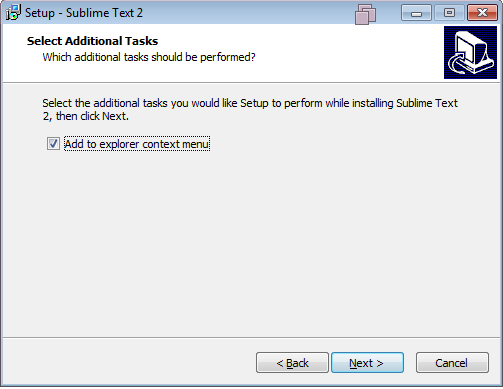 Setup - Sublime Text 2
Select Additional Tasks
Which additional tasks should be performed?
Select the additional tasks you would like Setup to perform while installing Sublime Text
2, then click Next.
Add to explorer context menu
< Back
Next >
Cancel